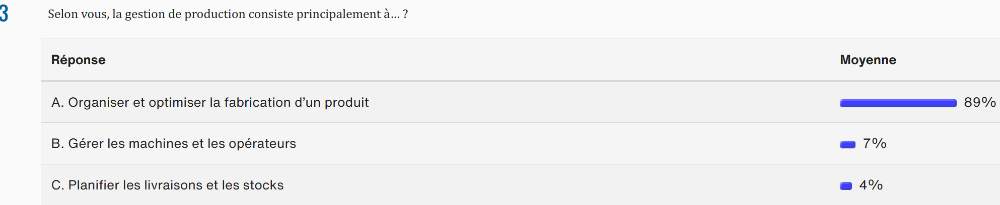 3 Selon vous, la gestion de production consiste principalement à... ?
Réponse Moyenne
A. Organiser et optimiser la fabrication d’un produit 89%
B. Gérer les machines et les opérateurs 7%
C. Planifier les livraisons et les stocks 4%